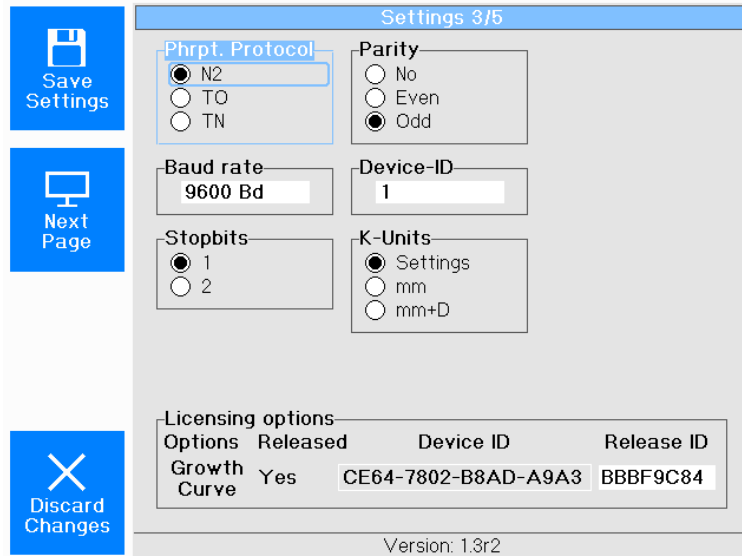 Settings 3/5
Save
Settings
Next
Page
Discard
Changes
Phrpt. Protocol
N2
TO
TN
Parity
No
Even
Odd
Baud rate
9600 Bd
Device-ID
1
Stopbits
1
2
K-Units
Settings
mm
mm+D
Licensing options
Options Released Device ID Release ID
Growth
Curve Yes CE64-7802-B8AD-A9A3 BBBF9C84
Version: 1.3r2